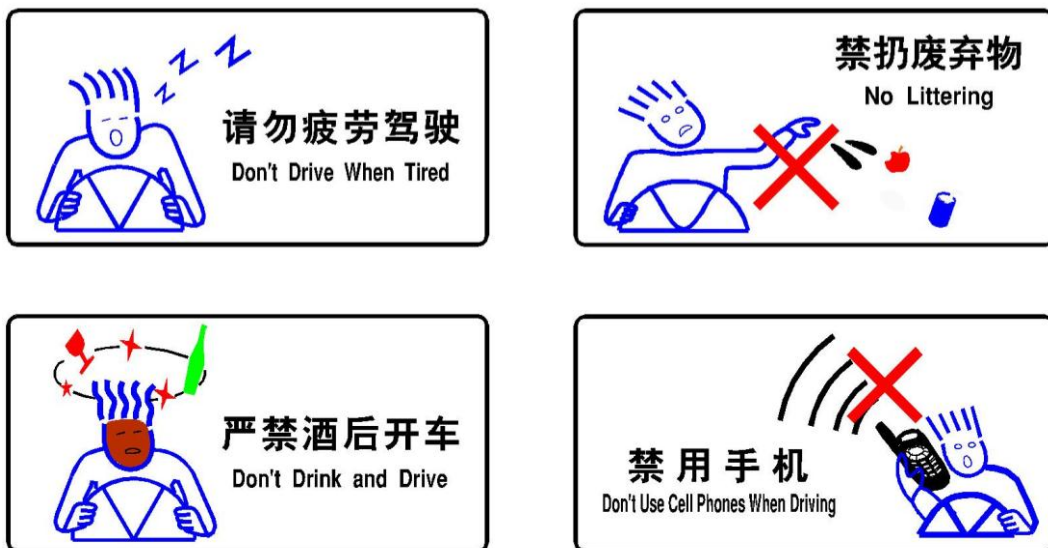 请勿疲劳驾驶
Don't Drive When Tired
禁扔废弃物
No Littering
严禁酒后开车
Don't Drink and Drive
禁用手机
Don't Use Cell Phones When Driving